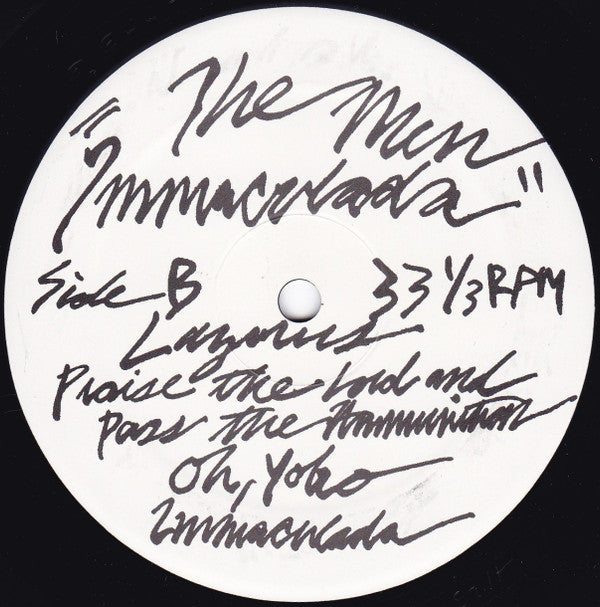 The Men
"Immaculada"
Side B 33 1/3 RPM
Lazarus
Praise the Lord and
Pass the Ammunition
Oh, Yoko
Immaculada